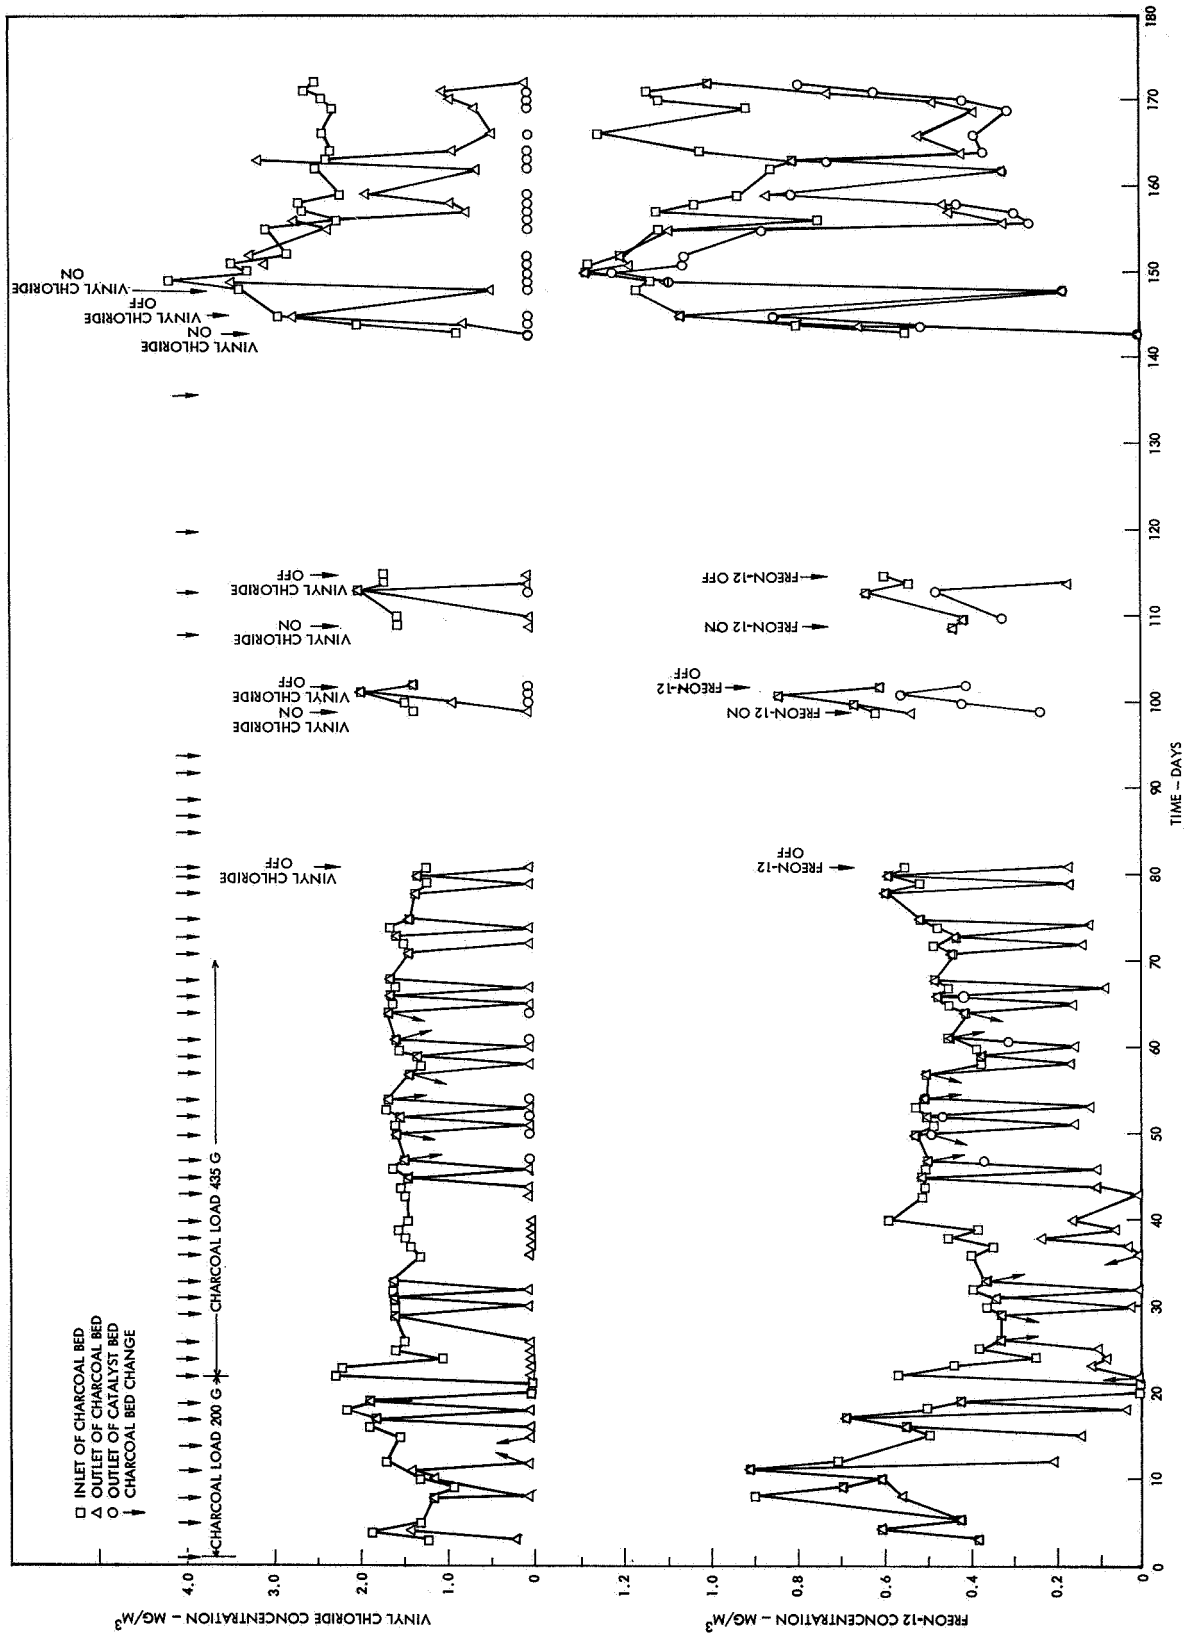 □ INLET OF CHARCOAL BED
△ OUTLET OF CHARCOAL BED
○ OUTLET OF CATALYST BED
→ CHARCOAL BED CHANGE
CHARCOAL LOAD 200 G
CHARCOAL LOAD 435 G
VINYL CHLORIDE
OFF
VINYL CHLORIDE
ON
VINYL CHLORIDE
OFF
VINYL CHLORIDE
ON
VINYL CHLORIDE
OFF
VINYL CHLORIDE
ON
VINYL CHLORIDE
OFF
VINYL CHLORIDE
ON
VINYL CHLORIDE CONCENTRATION – MG/M³
4.0
3.0
2.0
1.0
0
FREON-12
OFF
FREON-12 ON
FREON-12
OFF
FREON-12 ON
FREON-12 OFF
FREON-12 CONCENTRATION – MG/M³
1.2
1.0
0.8
0.6
0.4
0.2
0
0 10 20 30 40 50 60 70 80 90 100 110 120 130 140 150 160 170 180
TIME – DAYS